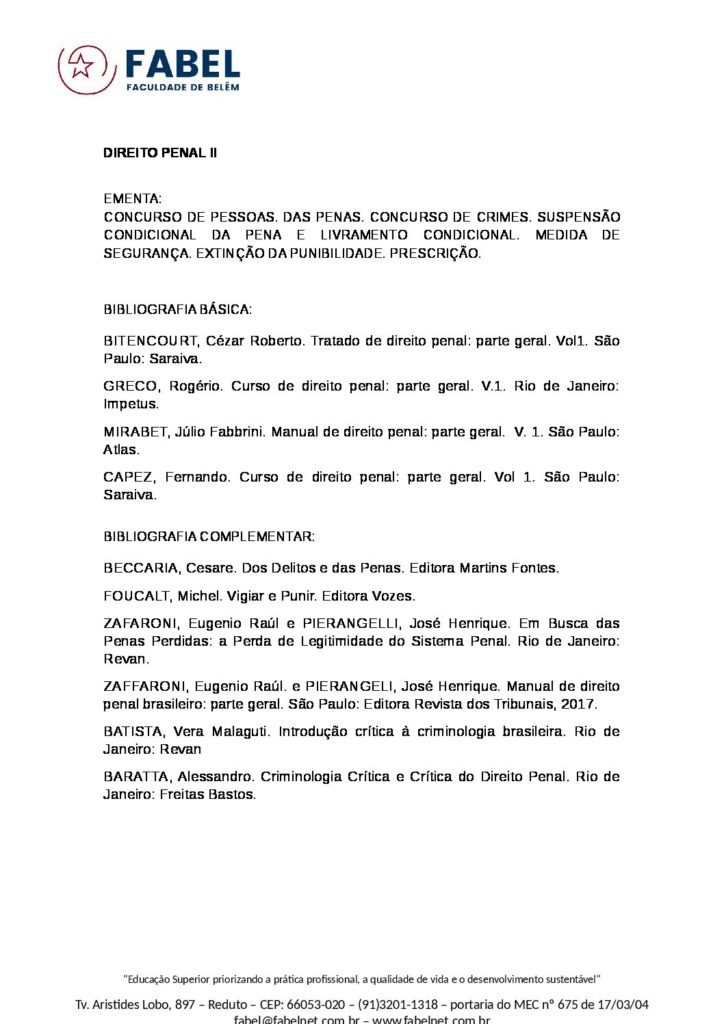 FABEL
FACULDADE DE BELÉM
DIREITO PENAL II
EMENTA:
CONCURSO DE PESSOAS. DAS PENAS. CONCURSO DE CRIMES. SUSPENSÃO
CONDICIONAL DA PENA E LIVRAMENTO CONDICIONAL. MEDIDA DE
SEGURANÇA. EXTINÇÃO DA PUNIBILIDADE. PRESCRIÇÃO.
BIBLIOGRAFIA BÁSICA:
BITENCOURT, Cézar Roberto. Tratado de direito penal: parte geral. Vol1. São
Paulo: Saraiva.
GRECO, Rogério. Curso de direito penal: parte geral. V.1. Rio de Janeiro:
Impetus.
MIRABET, Júlio Fabbrini. Manual de direito penal: parte geral. V. 1. São Paulo:
Atlas.
CAPEZ, Fernando. Curso de direito penal: parte geral. Vol 1. São Paulo:
Saraiva.
BIBLIOGRAFIA COMPLEMENTAR:
BECCARIA, Cesare. Dos Delitos e das Penas. Editora Martins Fontes.
FOUCALT, Michel. Vigiar e Punir. Editora Vozes.
ZAFARONI, Eugenio Raúl e PIERANGELLI, José Henrique. Em Busca das
Penas Perdidas: a Perda de Legitimidade do Sistema Penal. Rio de Janeiro:
Revan.
ZAFFARONI, Eugenio Raúl. e PIERANGELI, José Henrique. Manual de direito
penal brasileiro: parte geral. São Paulo: Editora Revista dos Tribunais, 2017.
BATISTA, Vera Malaguti. Introdução crítica à criminologia brasileira. Rio de
Janeiro: Revan
BARATTA, Alessandro. Criminologia Crítica e Crítica do Direito Penal. Rio de
Janeiro: Freitas Bastos.
"Educação Superior priorizando a prática profissional, a qualidade de vida e o desenvolvimento sustentável"
Tv. Aristides Lobo, 897 – Reduto – CEP: 66053-020 – (91)3201-1318 – portaria do MEC nº 675 de 17/03/04
fabel@fabelnet.com.br – www.fabelnet.com.br